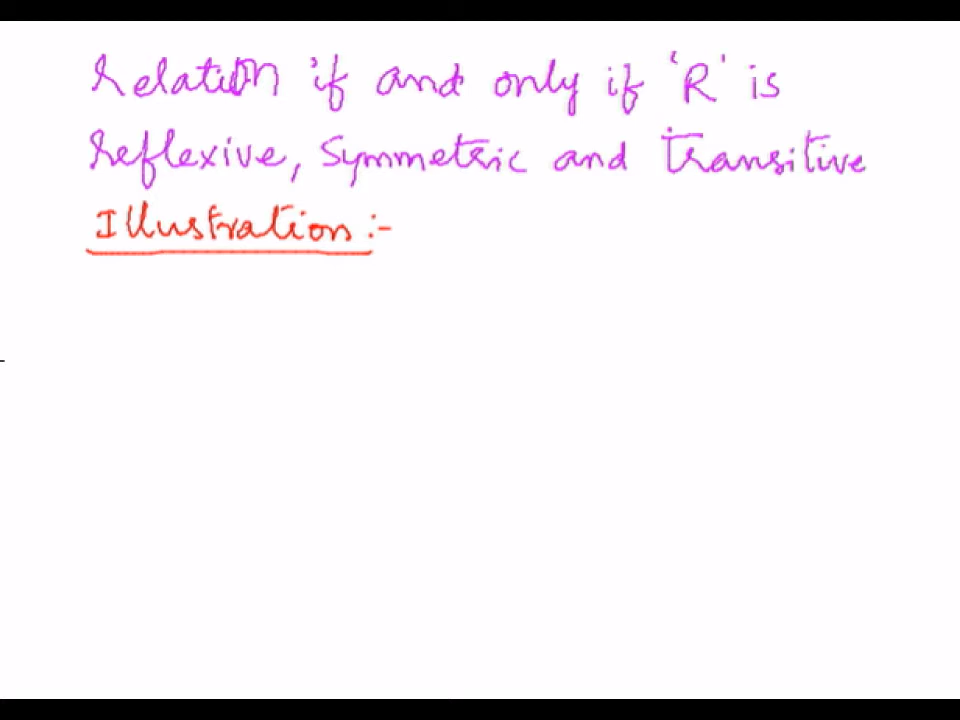 relation if and only if 'R' is
reflexive, symmetric and transitive
Illustration :-